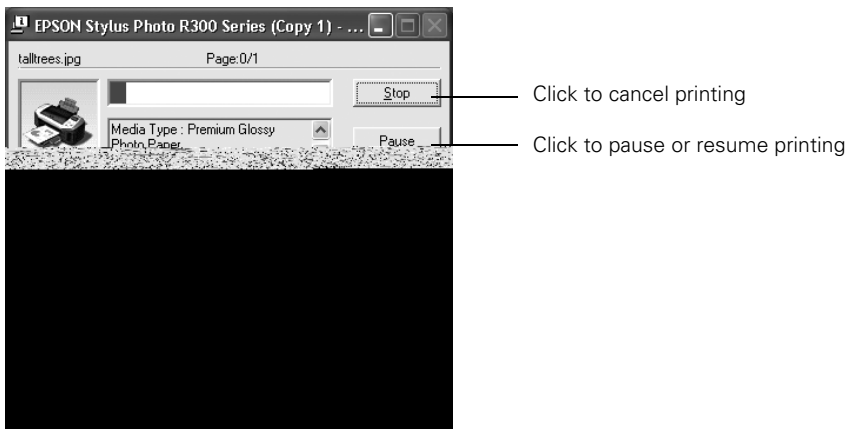 EPSON Stylus Photo R300 Series (Copy 1) - ...
talltrees.jpg Page:0/1
Stop
Click to cancel printing
Media Type : Premium Glossy
Photo Paper
Pause
Click to pause or resume printing